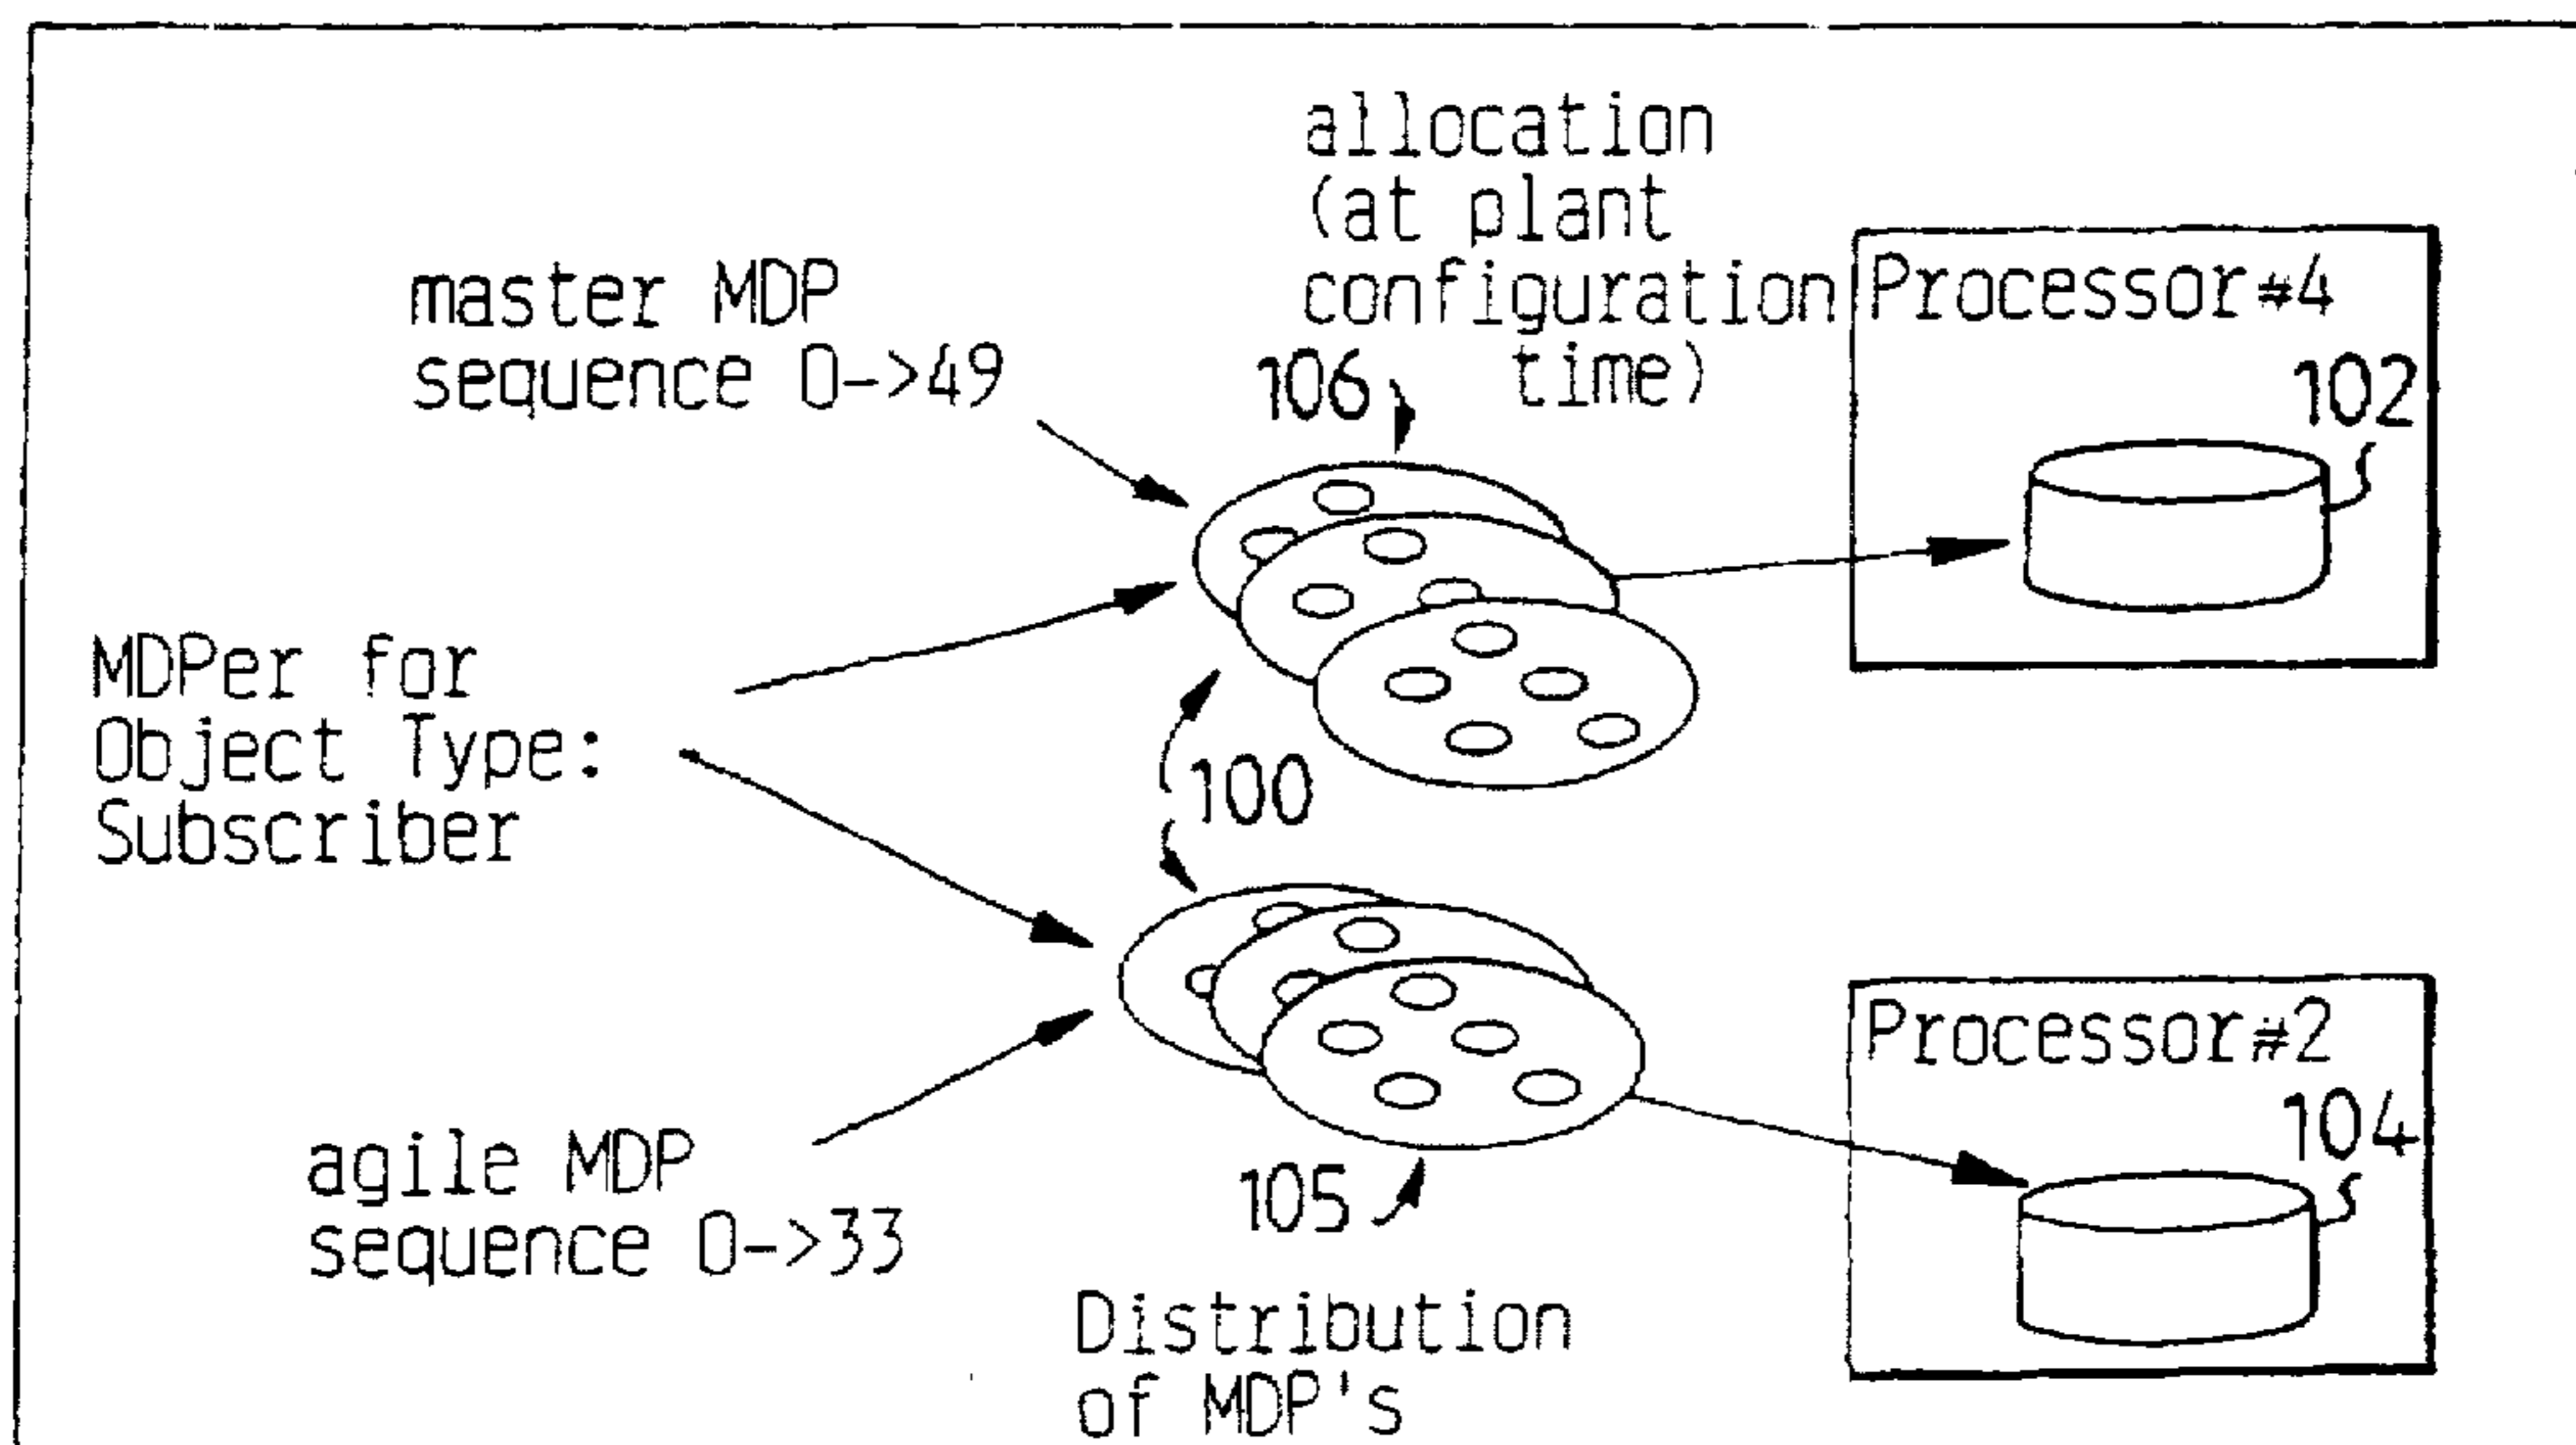 allocation
(at plant
configuration
time)
master MDP
sequence 0->49
106
Processor#4
102
MDPer for
Object Type:
Subscriber
100
agile MDP
sequence 0->33
105
Processor#2
104
Distribution
of MDP's